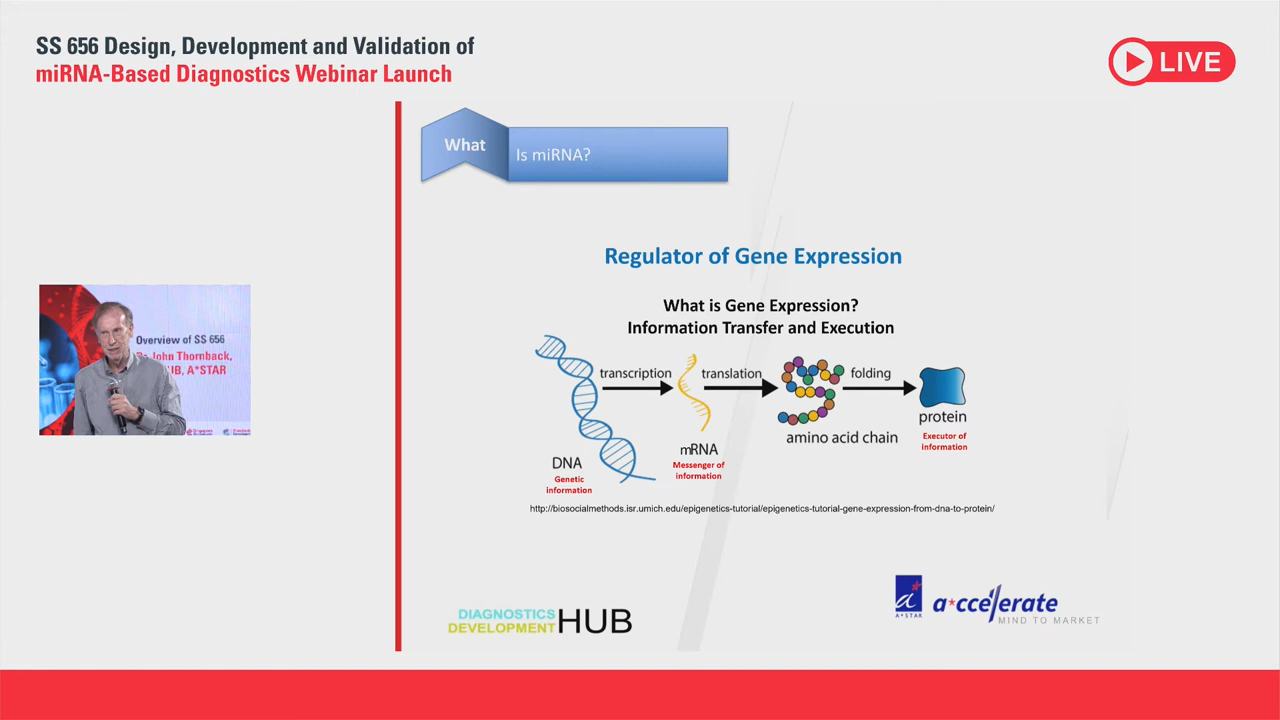 SS 656 Design, Development and Validation of
miRNA-Based Diagnostics Webinar Launch
LIVE
What
Is miRNA?
Regulator of Gene Expression
What is Gene Expression?
Information Transfer and Execution
transcription
translation
folding
DNA
Genetic
information
mRNA
Messenger of
information
amino acid chain
protein
Executor of
information
http://biosocialmethods.isr.umich.edu/epigenetics-tutorial/epigenetics-tutorial-gene-expression-from-dna-to-protein/
Overview of SS 656
John Thornback,
A*STAR
DIAGNOSTICS
DEVELOPMENT HUB
a
A*STAR
a*ccelerate
MIND TO MARKET